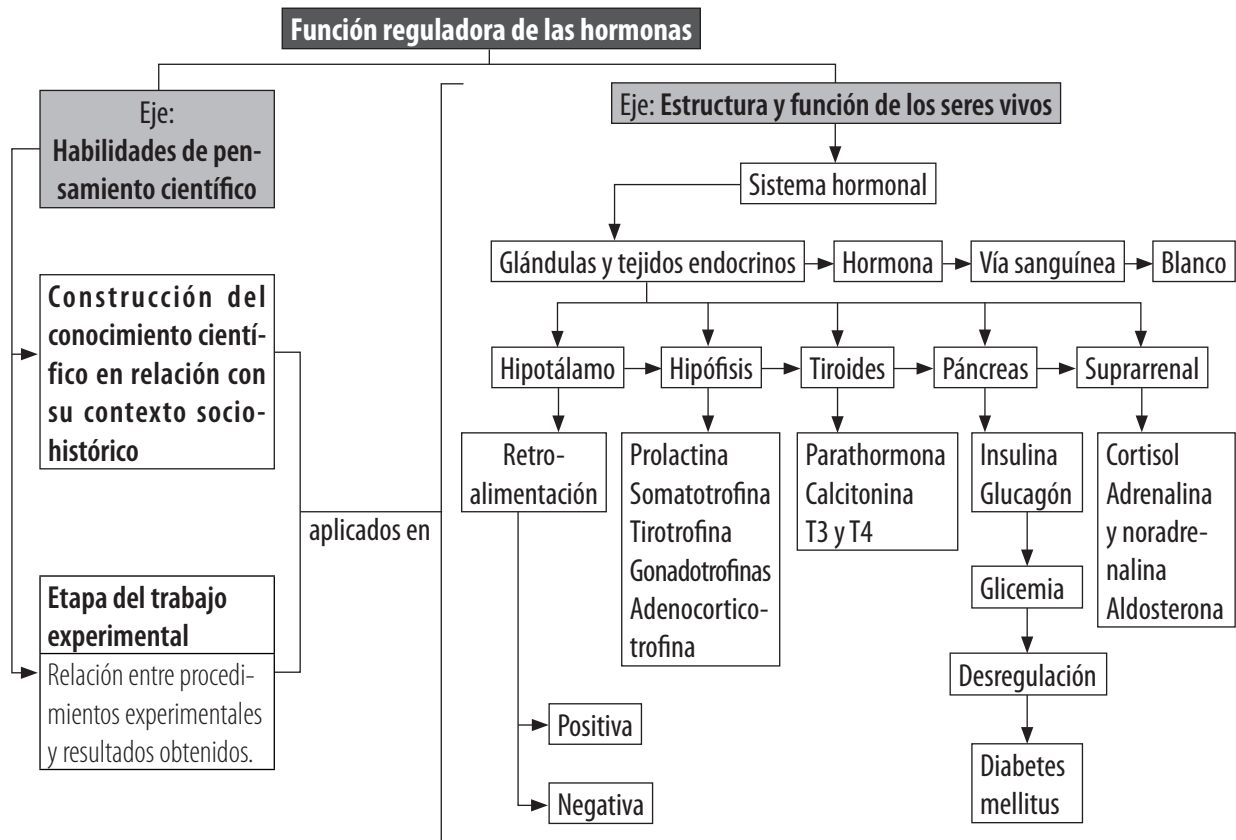 Función reguladora de las hormonas
Eje:
Habilidades de pen-
samiento científico
Construcción del
conocimiento cientí-
fico en relación con
su contexto socio-
histórico
Etapa del trabajo
experimental
Relación entre procedi-
mientos experimentales
y resultados obtenidos.
aplicados en
Eje: Estructura y función de los seres vivos
Sistema hormonal
Glándulas y tejidos endocrinos
Hormona
Vía sanguínea
Blanco
Hipotálamo
Hipófisis
Tiroides
Páncreas
Suprarrenal
Retro-
alimentación
Positiva
Negativa
Prolactina
Somatotrofina
Tirotrofina
Gonadotrofinas
Adenocortico-
trofina
Parathormona
Calcitonina
T3 y T4
Insulina
Glucagón
Glicemia
Desregulación
Diabetes
mellitus
Cortisol
Adrenalina
y noradre-
nalina
Aldosterona